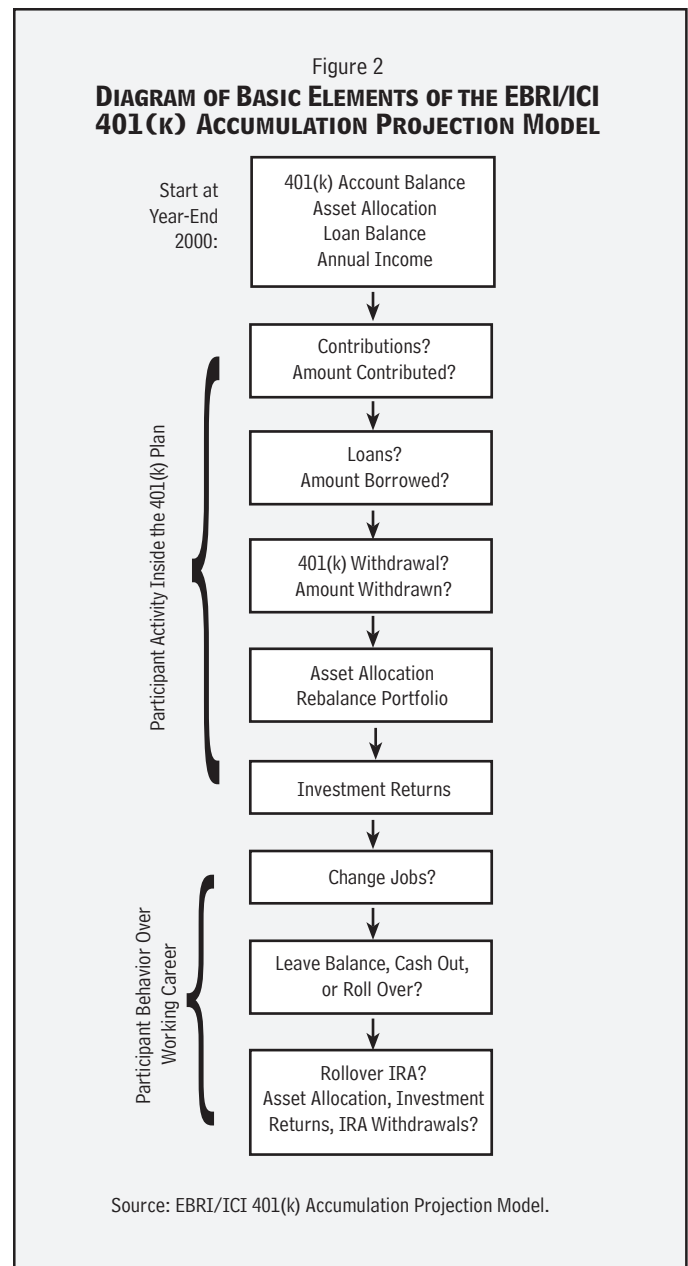 Figure 2
DIAGRAM OF BASIC ELEMENTS OF THE EBRI/ICI
401(K) ACCUMULATION PROJECTION MODEL
Start at
Year-End
2000:
401(k) Account Balance
Asset Allocation
Loan Balance
Annual Income
Participant Activity Inside the 401(k) Plan
Contributions?
Amount Contributed?
Loans?
Amount Borrowed?
401(k) Withdrawal?
Amount Withdrawn?
Asset Allocation
Rebalance Portfolio
Investment Returns
Participant Behavior Over
Working Career
Change Jobs?
Leave Balance, Cash Out,
or Roll Over?
Rollover IRA?
Asset Allocation, Investment
Returns, IRA Withdrawals?
Source: EBRI/ICI 401(k) Accumulation Projection Model.